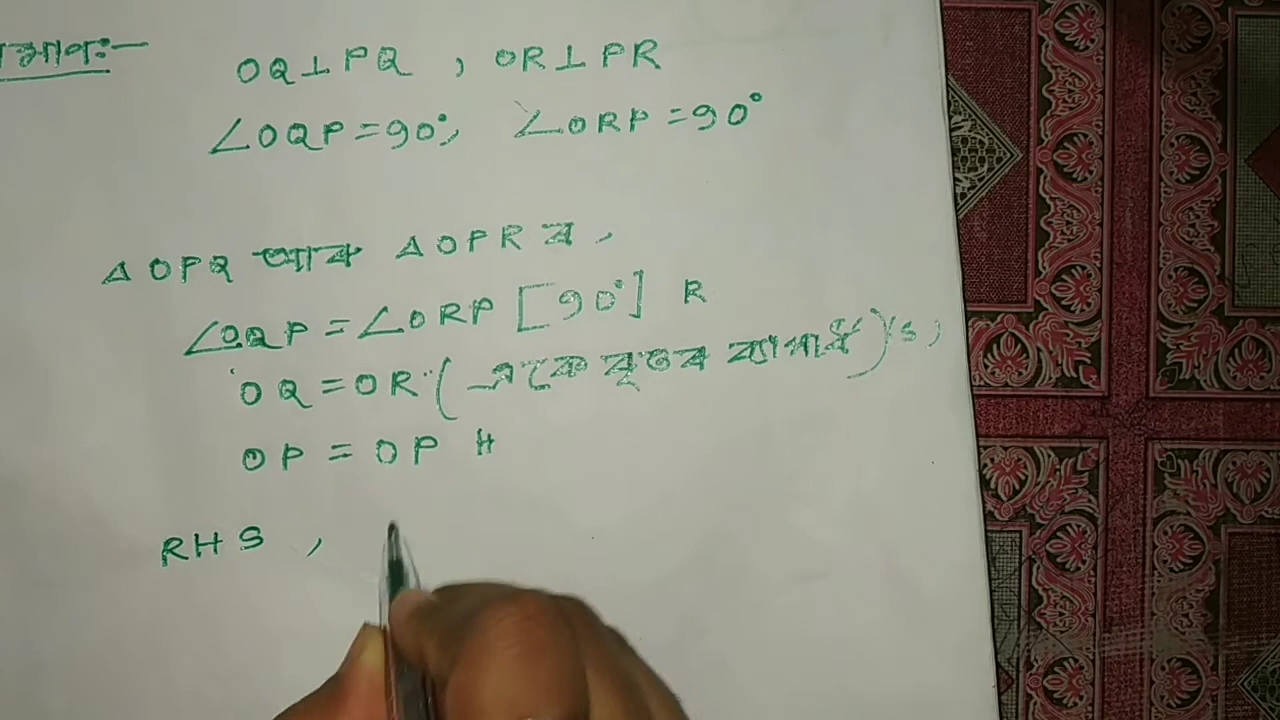 প্ৰমাণ:—
OQ⊥PQ , OR⊥PR
∠OQP=90°, ∠ORP=90°
△OPQ আৰু △OPR ৰ,
∠OQP=∠ORP [90°] R
OQ=OR (একে বৃত্তৰ ব্যাসাৰ্ধ) S,
OP=OP H
RHS ,